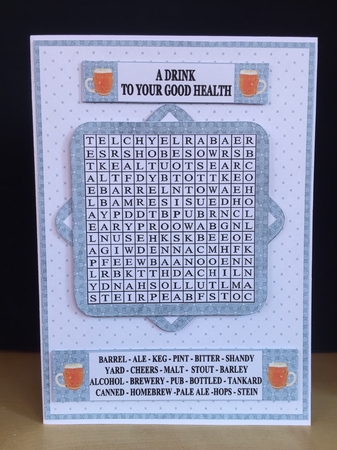 A DRINK
TO YOUR GOOD HEALTH
TELCHYELRABAER
ESRSHOBESOWRSB
TKEALTUOTSEARC
ALTFDYBTOTTKEO
EBARRELNTOWAEH
LBAMRESISUEDHO
AYPDDTBPUBRNCL
EARYPROOWABGNL
LNUSEHKSKBEEOE
AGIWDENNACMHFK
PFEEWBAANOOENN
LRBKTTHDACHILN
YDNAHSOLLUTLMA
STEIRPEABFSTOC
BARREL - ALE - KEG - PINT - BITTER - SHANDY
YARD - CHEERS - MALT - STOUT - BARLEY
ALCOHOL - BREWERY - PUB - BOTTLED - TANKARD
CANNED - HOMEBREW -PALE ALE -HOPS - STEIN